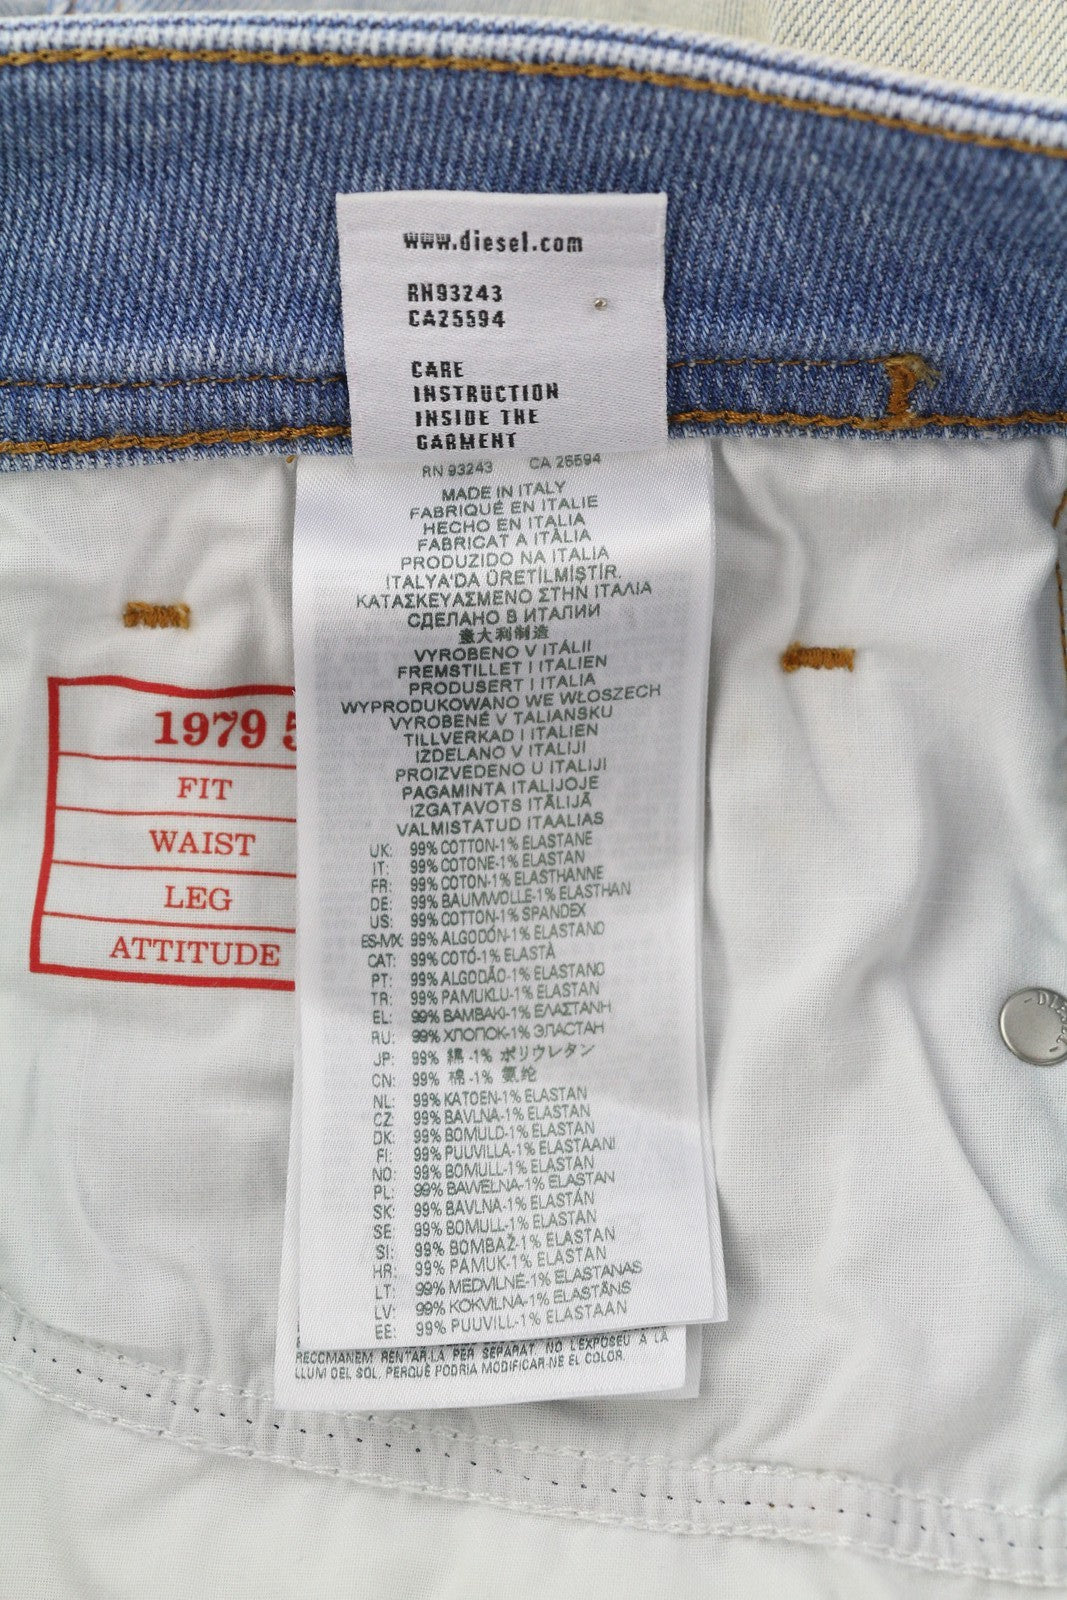 www.diesel.com
RN93243
CA25594
CARE
INSTRUCTION
INSIDE THE
GARMENT
RN 93243 CA 25594
MADE IN ITALY
FABRIQUÉ EN ITALIE
HECHO EN ITALIA
FABRICAT A ITÀLIA
PRODUZIDO NA ITALIA
ITALYA'DA ÜRETİLMİŞTİR.
ΚΑΤΑΣΚΕΥΑΣΜΕΝΟ ΣΤΗΝ ΙΤΑΛΙΑ
СДЕЛАНО В ИТАЛИИ
意大利制造
VYROBENO V ITÁLII
FREMSTILLET I ITALIEN
PRODUSERT I ITALIA
WYPRODUKOWANO WE WŁOSZECH
VYROBENÉ V TALIANSKU
TILLVERKAD I ITALIEN
IZDELANO V ITALIJI
PROIZVEDENO U ITALIJI
PAGAMINTA ITALIJOJE
IZGATAVOTS ITĀLIJĀ
VALMISTATUD ITAALIAS
UK: 99% COTTON-1% ELASTANE
IT: 99% COTONE-1% ELASTAN
FR: 99% COTON-1% ELASTHANNE
DE: 99% BAUMWOLLE-1% ELASTHAN
US: 99% COTTON-1% SPANDEX
ES-MX: 99% ALGODÓN-1% ELASTANO
CAT: 99% COTÓ-1% ELASTÀ
PT: 99% ALGODÃO-1% ELASTANO
TR: 99% PAMUKLU-1% ELASTAN
EL: 99% ΒΑΜΒΑΚΙ-1% ΕΛΑΣΤΑΝΗ
RU: 99% ХЛОПОК-1% ЭЛАСТАН
JP: 99% 綿 -1% ポリウレタン
CN: 99% 棉 -1% 氨纶
NL: 99% KATOEN-1% ELASTAN
CZ: 99% BAVLNA-1% ELASTAN
DK: 99% BOMULD-1% ELASTAN
FI: 99% PUUVILLA-1% ELASTAANI
NO: 99% BOMULL-1% ELASTAN
PL: 99% BAWEŁNA-1% ELASTAN
SK: 99% BAVLNA-1% ELASTÁN
SE: 99% BOMULL-1% ELASTAN
SI: 99% BOMBAŽ-1% ELASTAN
HR: 99% PAMUK-1% ELASTAN
LT: 99% MEDVILNĖ-1% ELASTANAS
LV: 99% KOKVILNA-1% ELASTĀNS
EE: 99% PUUVILL-1% ELASTAAN
RECOMANEM RENTAR-LA PER SEPARAT. NO L'EXPOSEU A LA
LLUM DEL SOL, PERQUÈ PODRIA MODIFICAR-NE EL COLOR.
1979 5
FIT
WAIST
LEG
ATTITUDE